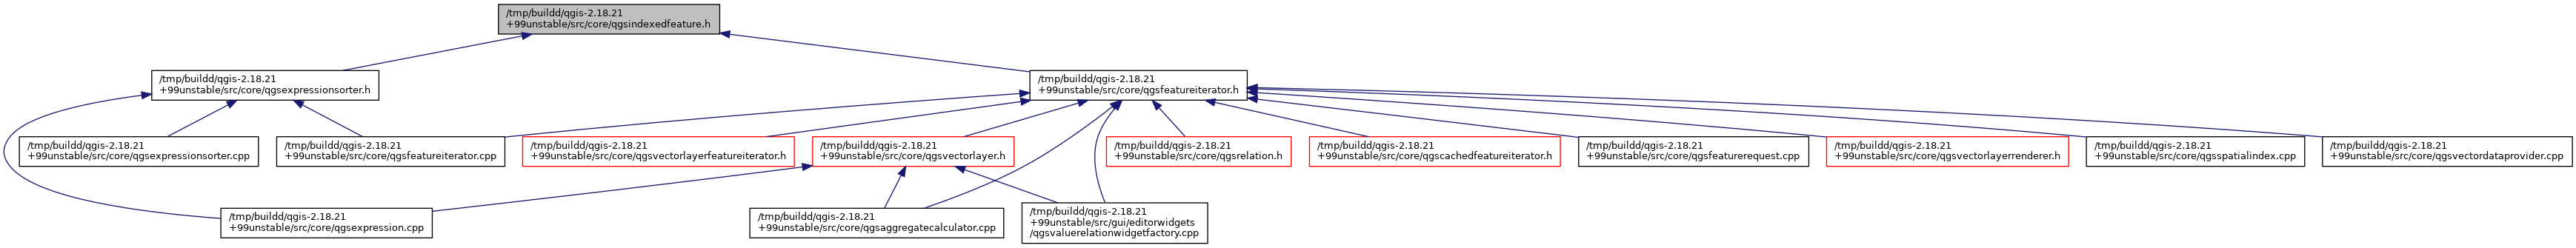 /tmp/buildd/qgis-2.18.21
+99unstable/src/core/qgsindexedfeature.h
/tmp/buildd/qgis-2.18.21
+99unstable/src/core/qgsexpressionsorter.h
/tmp/buildd/qgis-2.18.21
+99unstable/src/core/qgsfeatureiterator.h
/tmp/buildd/qgis-2.18.21
+99unstable/src/core/qgsexpressionsorter.cpp
/tmp/buildd/qgis-2.18.21
+99unstable/src/core/qgsfeatureiterator.cpp
/tmp/buildd/qgis-2.18.21
+99unstable/src/core/qgsvectorlayerfeatureiterator.h
/tmp/buildd/qgis-2.18.21
+99unstable/src/core/qgsvectorlayer.h
/tmp/buildd/qgis-2.18.21
+99unstable/src/core/qgsrelation.h
/tmp/buildd/qgis-2.18.21
+99unstable/src/core/qgscachedfeatureiterator.h
/tmp/buildd/qgis-2.18.21
+99unstable/src/core/qgsfeaturerequest.cpp
/tmp/buildd/qgis-2.18.21
+99unstable/src/core/qgsvectorlayerrenderer.h
/tmp/buildd/qgis-2.18.21
+99unstable/src/core/qgsspatialindex.cpp
/tmp/buildd/qgis-2.18.21
+99unstable/src/core/qgsvectordataprovider.cpp
/tmp/buildd/qgis-2.18.21
+99unstable/src/core/qgsexpression.cpp
/tmp/buildd/qgis-2.18.21
+99unstable/src/core/qgsaggregatecalculator.cpp
/tmp/buildd/qgis-2.18.21
+99unstable/src/gui/editorwidgets
/qgsvaluerelationwidgetfactory.cpp